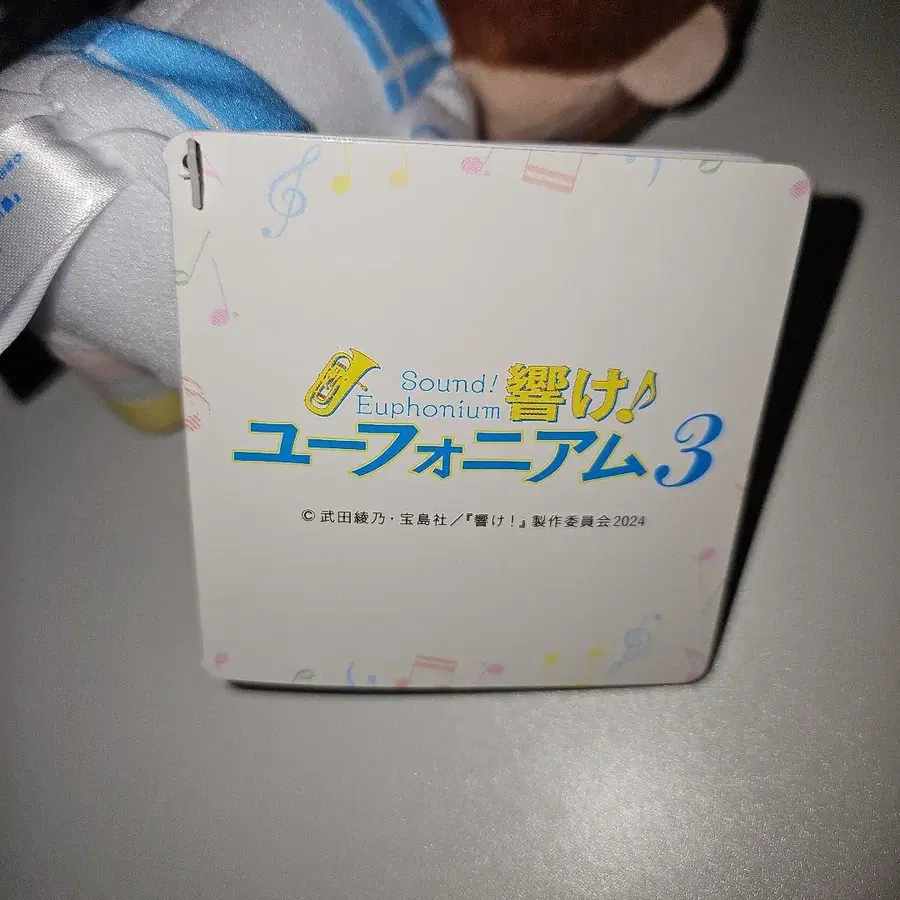 Sound! 響け♪
Euphonium
ユーフォニアム3
©武田綾乃・宝島社／『響け！』製作委員会2024